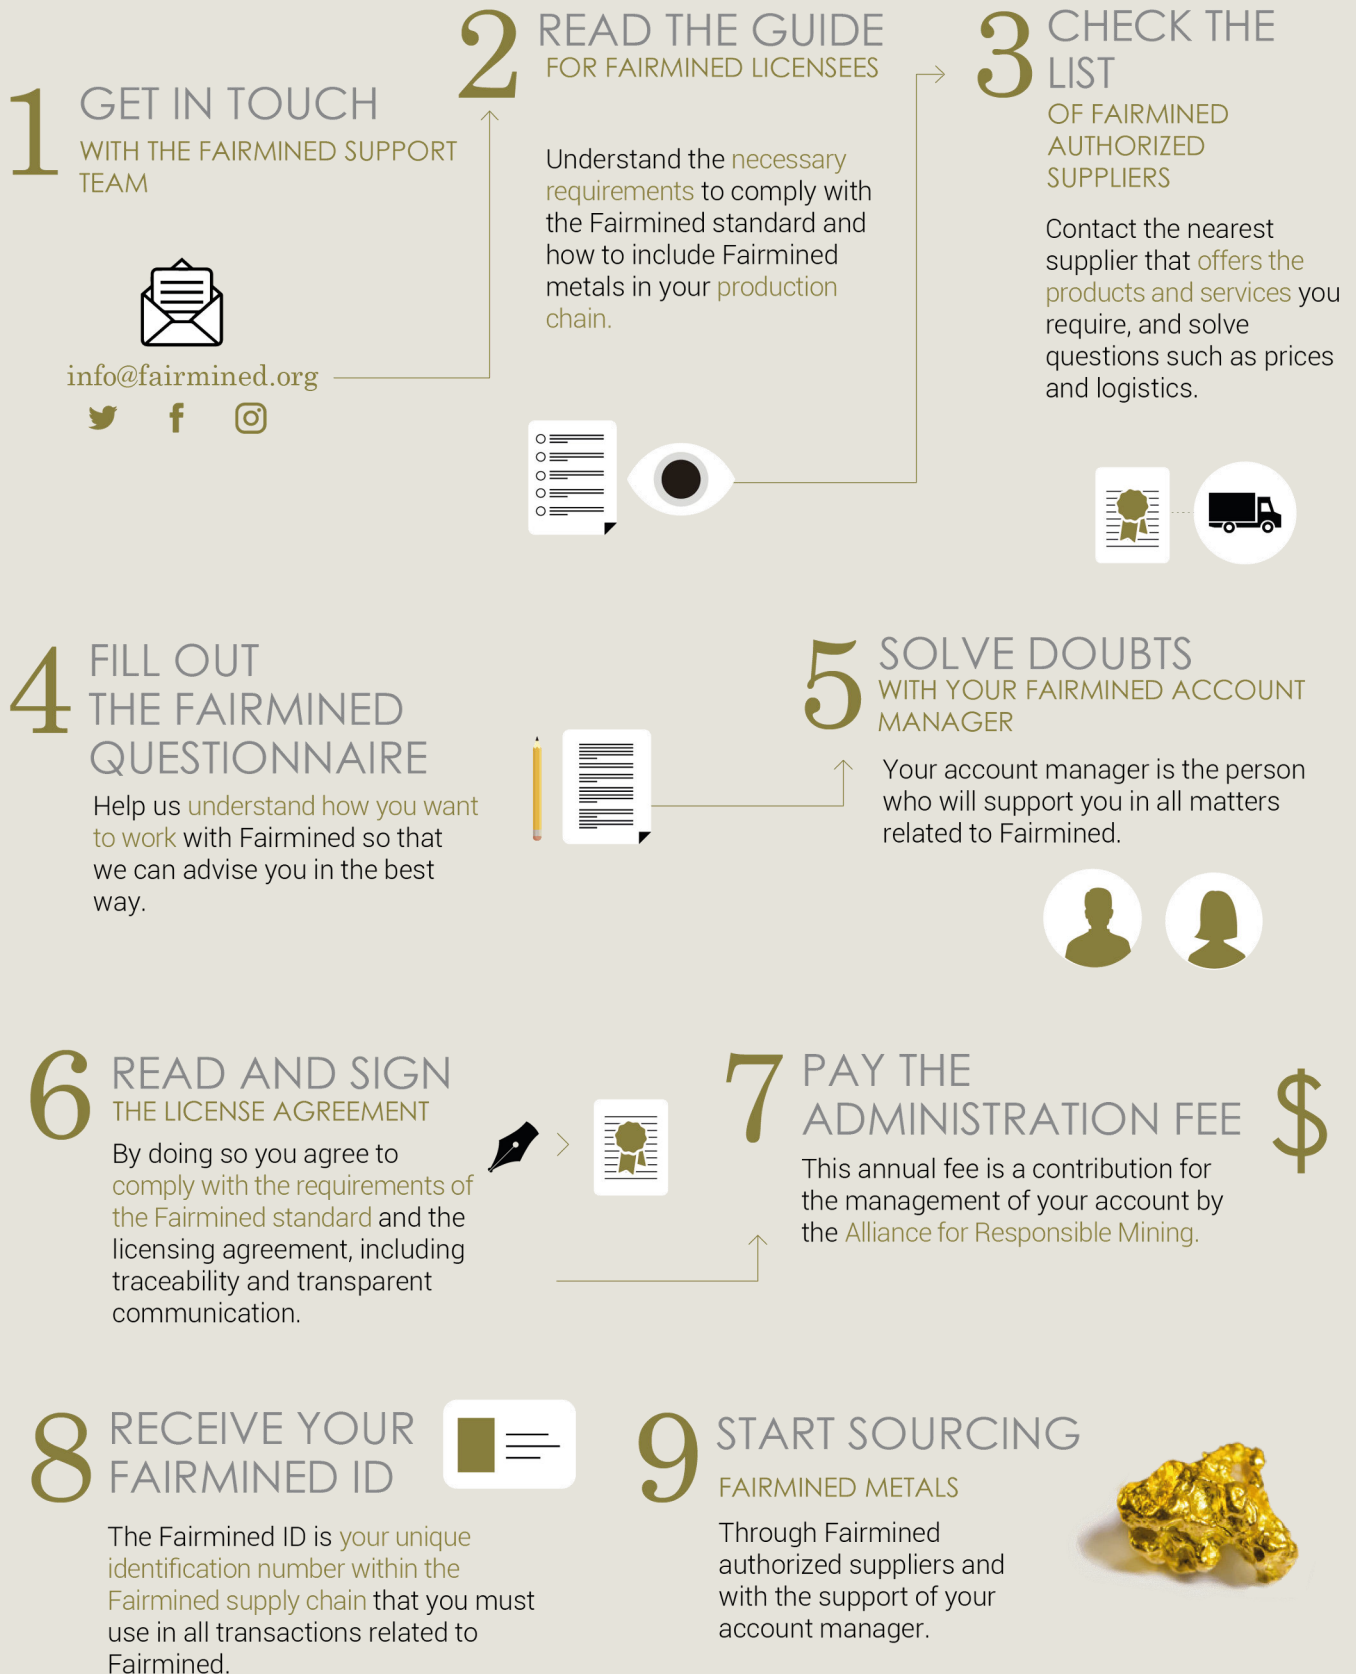 1
GET IN TOUCH
WITH THE FAIRMINED SUPPORT
TEAM
info@fairmined.org
2
READ THE GUIDE
FOR FAIRMINED LICENSEES
Understand the necessary
requirements to comply with
the Fairmined standard and
how to include Fairmined
metals in your production
chain.
3
CHECK THE
LIST
OF FAIRMINED
AUTHORIZED
SUPPLIERS
Contact the nearest
supplier that offers the
products and services you
require, and solve
questions such as prices
and logistics.
4
FILL OUT
THE FAIRMINED
QUESTIONNAIRE
Help us understand how you want
to work with Fairmined so that
we can advise you in the best
way.
5
SOLVE DOUBTS
WITH YOUR FAIRMINED ACCOUNT
MANAGER
Your account manager is the person
who will support you in all matters
related to Fairmined.
6
READ AND SIGN
THE LICENSE AGREEMENT
By doing so you agree to
comply with the requirements of
the Fairmined standard and the
licensing agreement, including
traceability and transparent
communication.
7
PAY THE
ADMINISTRATION FEE
$
This annual fee is a contribution for
the management of your account by
the Alliance for Responsible Mining.
8
RECEIVE YOUR
FAIRMINED ID
The Fairmined ID is your unique
identification number within the
Fairmined supply chain that you must
use in all transactions related to
Fairmined.
9
START SOURCING
FAIRMINED METALS
Through Fairmined
authorized suppliers and
with the support of your
account manager.